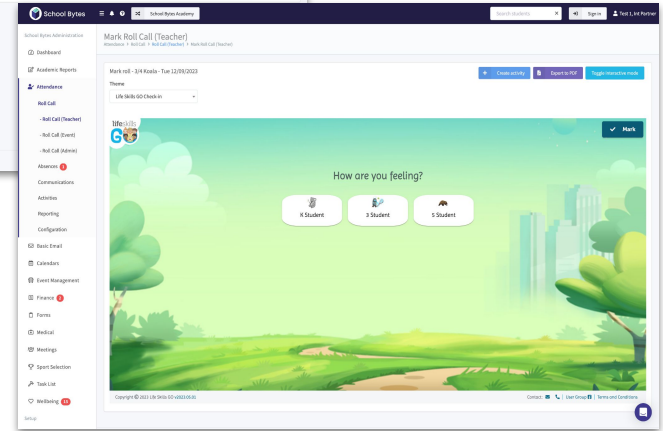 School Bytes
School Bytes Academy
Search students
Sign in
Test 1, Int Partner
School Bytes Administration
Dashboard
Academic Reports
Attendance
Roll Call
- Roll Call (Teacher)
- Roll Call (Event)
- Roll Call (Admin)
Absences 1
Communications
Activities
Reporting
Configuration
Basic Email
Calendars
Event Management
Finance
Forms
Medical
Meetings
Sport Selection
Task List
Wellbeing
Setup
Mark Roll Call (Teacher)
Attendance > Roll Call > Roll Call (Teacher) > Mark Roll Call (Teacher)
Mark roll - 3/4 Koala - Tue 12/09/2023
+ Create activity
Export to PDF
Toggle interactive mode
Theme
Life Skills GO Check-in
lifeskills
GO
Mark
How are you feeling?
K Student
3 Student
S Student
Copyright © 2023 Life Skills GO v2023.05.01
Contact: | User Group | Terms and Conditions